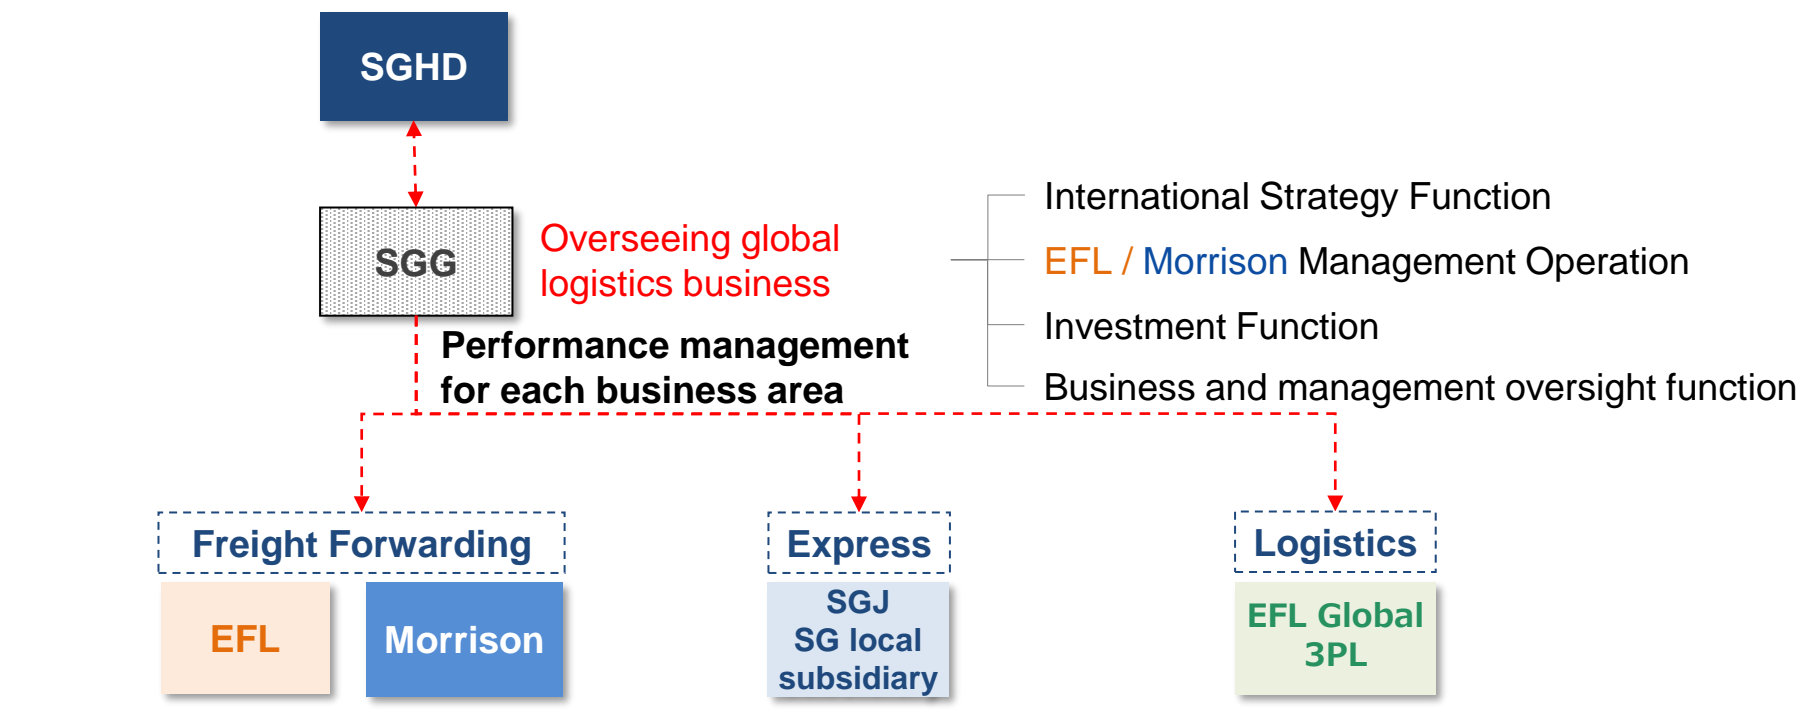 SGHD
SGG
Overseeing global
logistics business
International Strategy Function
EFL / Morrison Management Operation
Investment Function
Business and management oversight function
Performance management
for each business area
Freight Forwarding
EFL
Morrison
Express
SGJ
SG local
subsidiary
Logistics
EFL Global
3PL